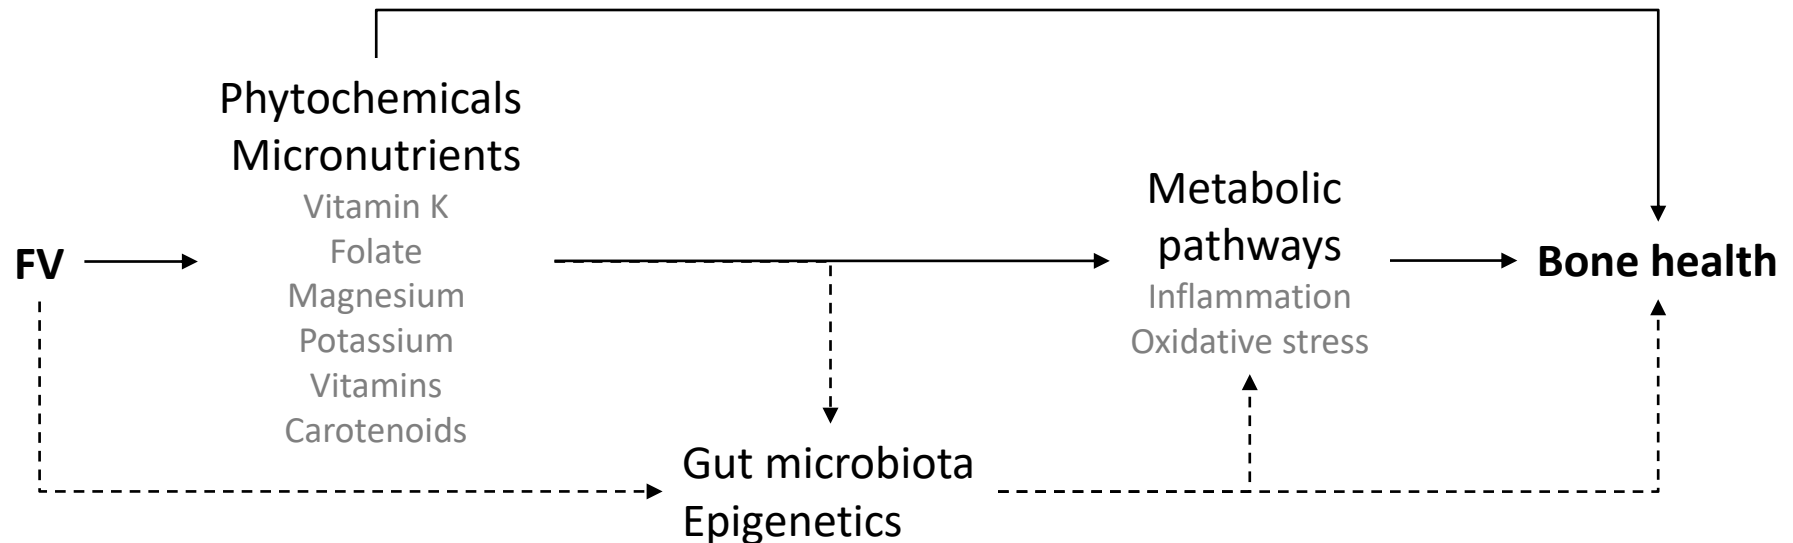 FV
Phytochemicals
Micronutrients
Vitamin K
Folate
Magnesium
Potassium
Vitamins
Carotenoids
Gut microbiota
Epigenetics
Metabolic
pathways
Inflammation
Oxidative stress
Bone health